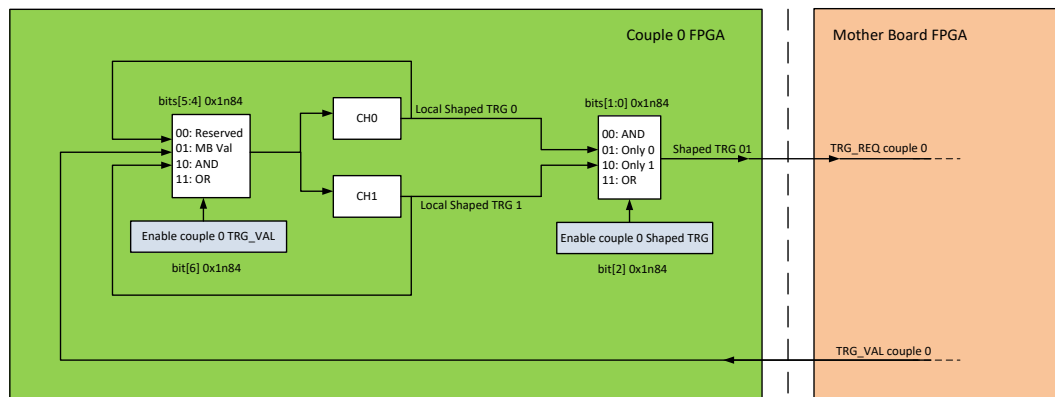 Couple 0 FPGA
Mother Board FPGA
bits[5:4] 0x1n84
00: Reserved
01: MB Val
10: AND
11: OR
Enable couple 0 TRG_VAL
bit[6] 0x1n84
CH0
CH1
Local Shaped TRG 0
Local Shaped TRG 1
bits[1:0] 0x1n84
00: AND
01: Only 0
10: Only 1
11: OR
Enable couple 0 Shaped TRG
bit[2] 0x1n84
Shaped TRG 01
TRG_REQ couple 0
TRG_VAL couple 0